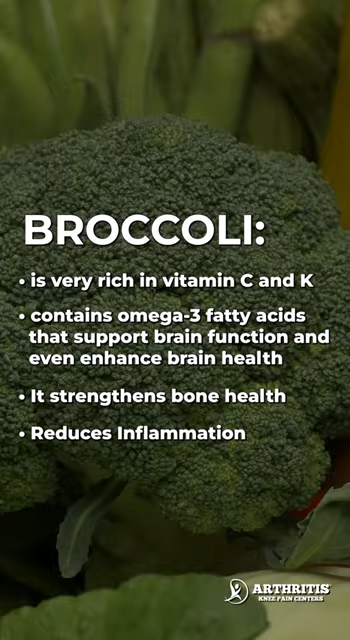 BROCCOLI:
• is very rich in vitamin C and K
• contains omega-3 fatty acids
that support brain function and
even enhance brain health
• It strengthens bone health
• Reduces Inflammation
ARTHRITIS
KNEE PAIN CENTERS